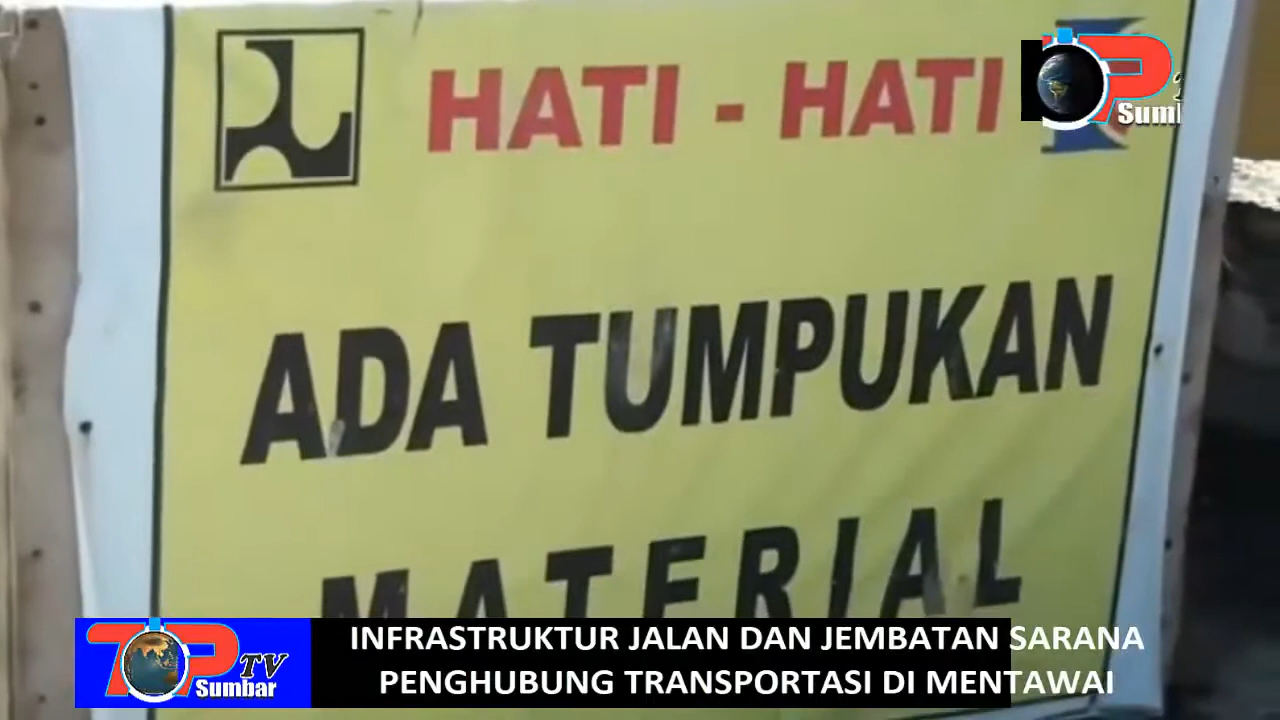 HATI - HATI
ADA TUMPUKAN
MATERIAL
INFRASTRUKTUR JALAN DAN JEMBATAN SARANA
PENGHUBUNG TRANSPORTASI DI MENTAWAI
TOP TV
Sumbar